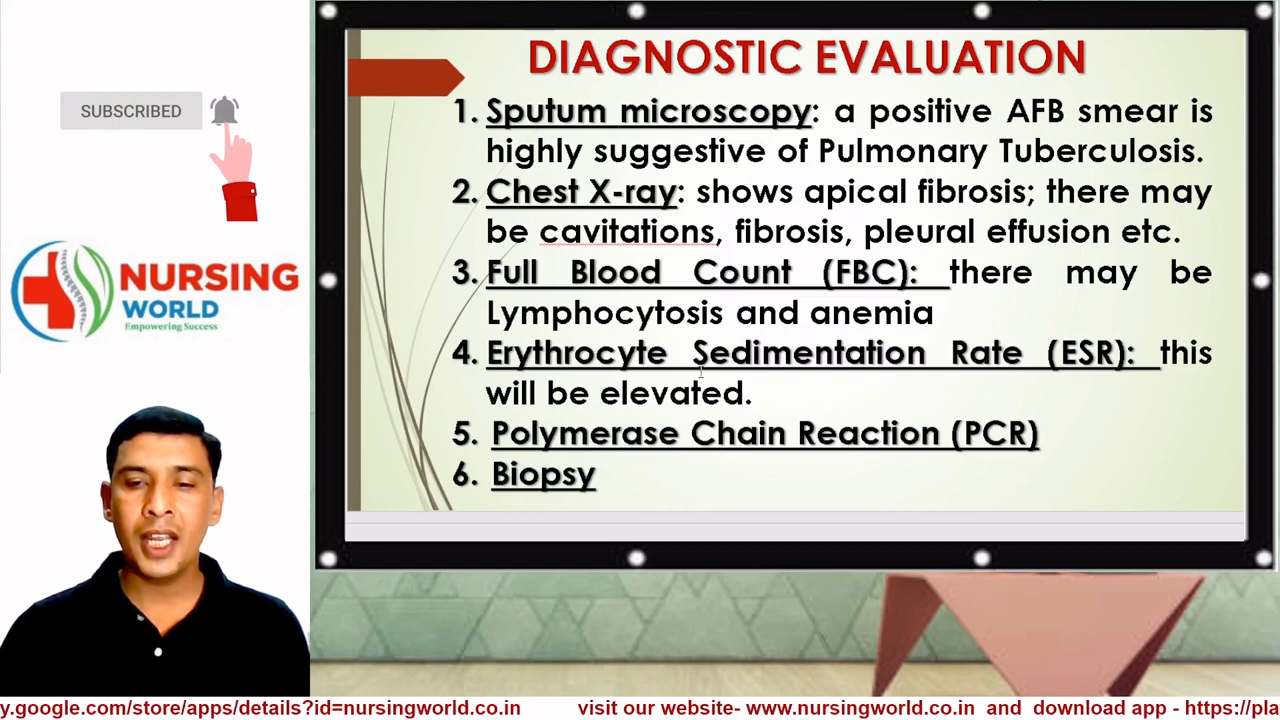 SUBSCRIBED
NURSING
WORLD
Empowering Success
DIAGNOSTIC EVALUATION
1. Sputum microscopy: a positive AFB smear is
highly suggestive of Pulmonary Tuberculosis.
2. Chest X-ray: shows apical fibrosis; there may
be cavitations, fibrosis, pleural effusion etc.
3. Full Blood Count (FBC): there may be
Lymphocytosis and anemia
4. Erythrocyte Sedimentation Rate (ESR): this
will be elevated.
5. Polymerase Chain Reaction (PCR)
6. Biopsy
y.google.com/store/apps/details?id=nursingworld.co.in visit our website- www.nursingworld.co.in and download app - https://pla